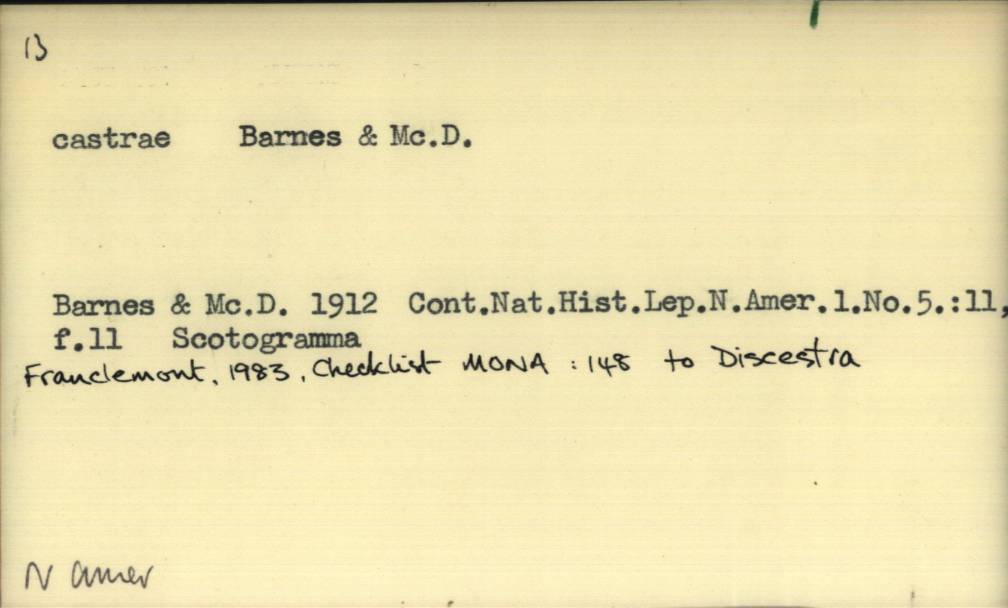 13
castrae Barnes & Mc.D.
Barnes & Mc.D. 1912 Cont.Nat.Hist.Lep.N.Amer.1.No.5.:11,
f.11 Scotogramma
Franclemont, 1983, Checklist MONA : 148 to Discestra
N Amer